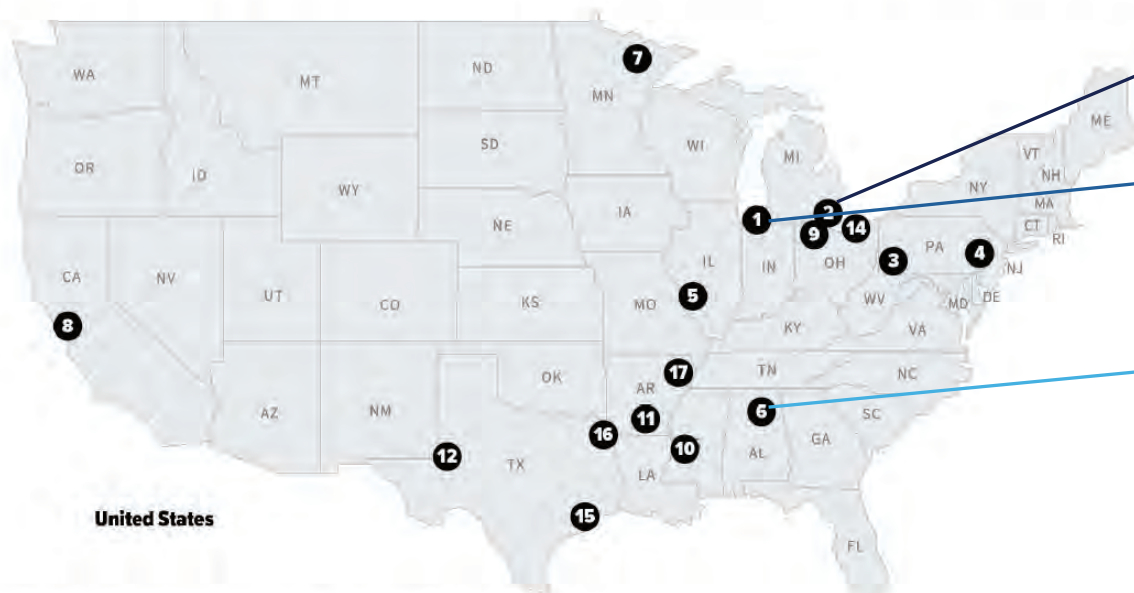 7
WA
MT
ND
MN
ME
OR
ID
SD
WI
MI
VT
NH
NY
MA
WY
IA
NE
1
2
9
14
CT
RI
PA
4
NJ
3
OH
IN
IL
5
MO
KS
CO
UT
NV
CA
8
WV
MD
DE
VA
KY
17
TN
NC
OK
AR
AZ
NM
11
6
SC
16
10
AL
GA
12
TX
LA
15
United States
FL